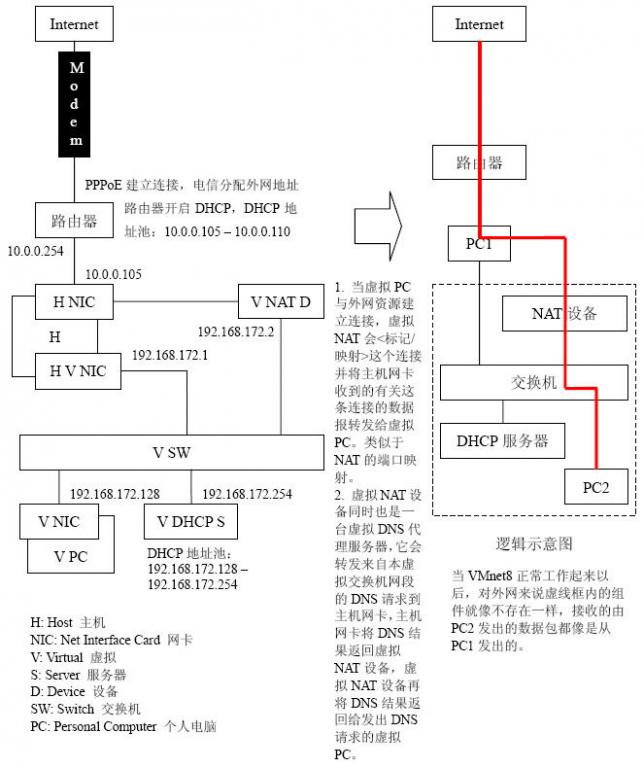 Internet
Modem
PPPoE 建立连接，电信分配外网地址
路由器
路由器开启 DHCP，DHCP 地
址池：10.0.0.105 – 10.0.0.110
10.0.0.254
10.0.0.105
H NIC
V NAT D
H
192.168.172.2
192.168.172.1
H V NIC
V SW
192.168.172.128
192.168.172.254
V NIC
V DHCP S
V PC
DHCP 地址池：
192.168.172.128 –
192.168.172.254
H: Host 主机
NIC: Net Interface Card 网卡
V: Virtual 虚拟
S: Server 服务器
D: Device 设备
SW: Switch 交换机
PC: Personal Computer 个人电脑
1. 当虚拟 PC
与外网资源建
立连接，虚拟
NAT 会<标记/
映射>这个连接
并将主机网卡
收到的有关这
条连接的数据
报转发给虚拟
PC。类似于
NAT 的端口映
射。
2. 虚拟 NAT 设
备同时也是一
台虚拟 DNS 代
理服务器，它会
转发来自本虚
拟交换机网段
的 DNS 请求到
主机网卡，主机
网卡将 DNS 结
果返回虚拟
NAT 设备，虚
拟 NAT 设备再
将 DNS 结果返
回给发出 DNS
请求的虚拟
PC。
Internet
路由器
PC1
NAT 设备
交换机
DHCP 服务器
PC2
逻辑示意图
当 VMnet8 正常工作起来以
后，对外网来说虚线框内的组
件就像不存在一样，接收的由
PC2 发出的数据包都像是从
PC1 发出的。